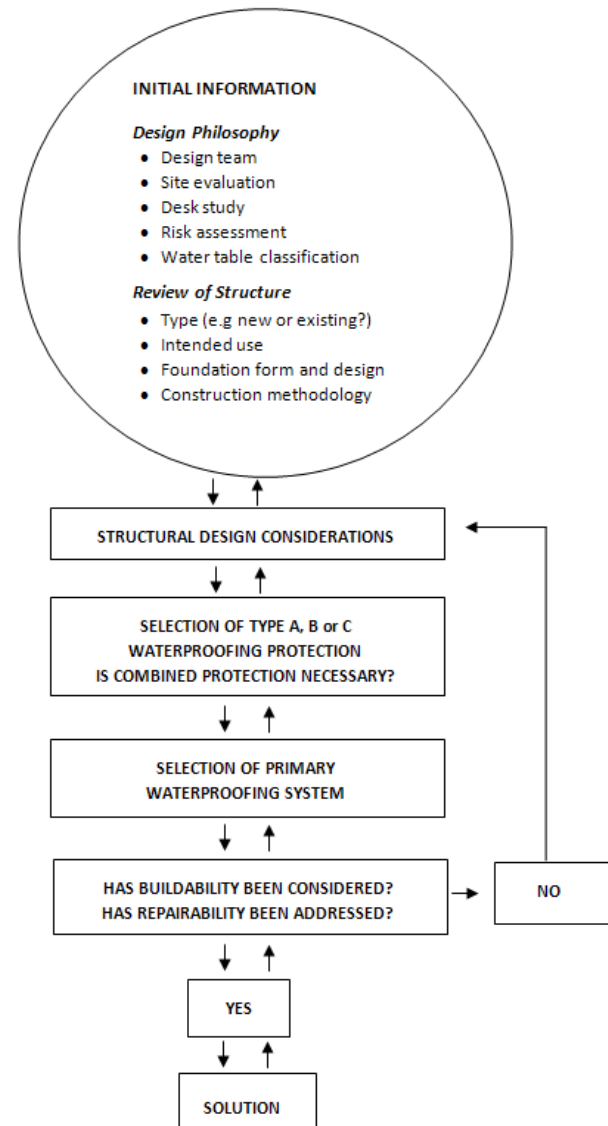 INITIAL INFORMATION
Design Philosophy
• Design team
• Site evaluation
• Desk study
• Risk assessment
• Water table classification
Review of Structure
• Type (e.g new or existing?)
• Intended use
• Foundation form and design
• Construction methodology
STRUCTURAL DESIGN CONSIDERATIONS
SELECTION OF TYPE A, B or C
WATERPROOFING PROTECTION
IS COMBINED PROTECTION NECESSARY?
SELECTION OF PRIMARY
WATERPROOFING SYSTEM
HAS BUILDABILITY BEEN CONSIDERED?
HAS REPAIRABILITY BEEN ADDRESSED?
NO
YES
SOLUTION